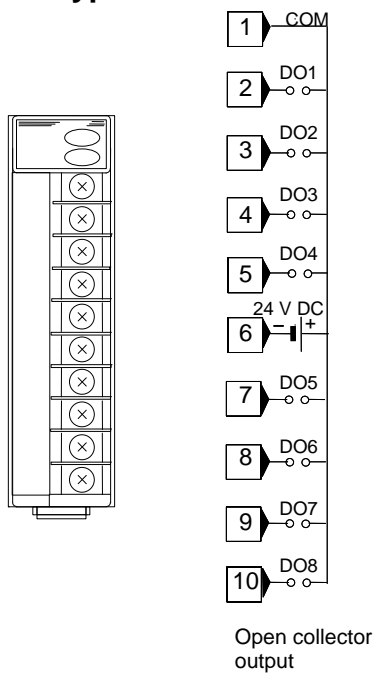 1 COM
2 DO1
3 DO2
4 DO3
5 DO4
24 V DC
6 − +
7 DO5
8 DO6
9 DO7
10 DO8
Open collector
output